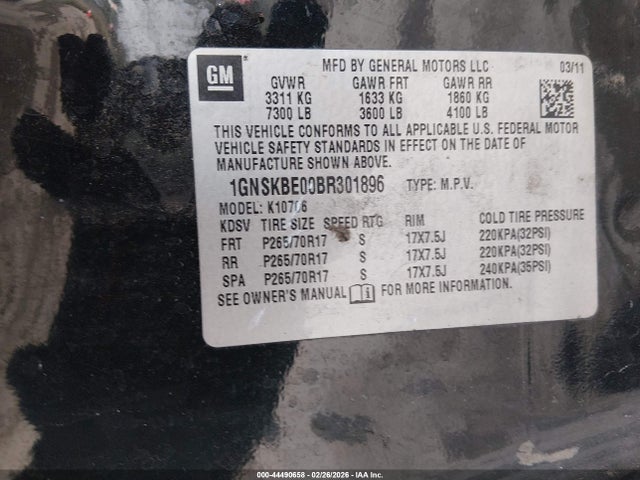 GM
MFD BY GENERAL MOTORS LLC 03/11
GVWR GAWR FRT GAWR RR
3311 KG 1633 KG 1860 KG
7300 LB 3600 LB 4100 LB
THIS VEHICLE CONFORMS TO ALL APPLICABLE U.S. FEDERAL MOTOR
VEHICLE SAFETY STANDARDS IN EFFECT ON THE DATE OF
MANUFACTURE SHOWN ABOVE.
1GNSKBE00BR301896 TYPE: M.P.V.
MODEL: K10706
KDSV TIRE SIZE SPEED RTG RIM COLD TIRE PRESSURE
FRT P265/70R17 S 17X7.5J 220KPA(32PSI)
RR P265/70R17 S 17X7.5J 220KPA(32PSI)
SPA P265/70R17 S 17X7.5J 240KPA(35PSI)
SEE OWNER'S MANUAL FOR MORE INFORMATION.
000-44490658 | 02/26/2026 | IAA Inc.